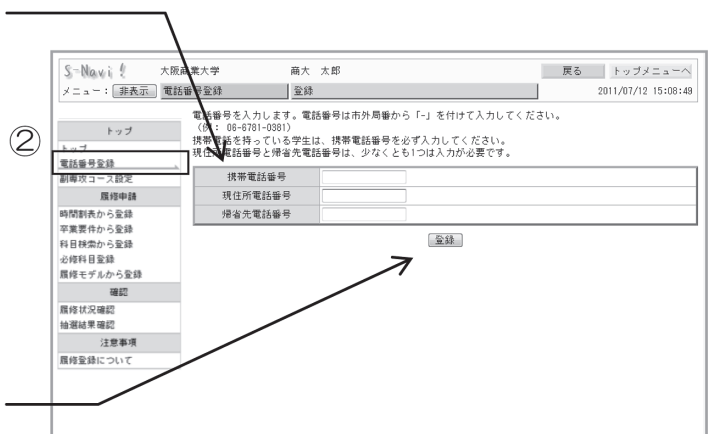 S-Navi! 大阪商業大学 商大 太郎 戻る トップメニューへ
メニュー: 非表示 電話番号登録 登録 2011/07/12 15:08:49
②
トップ
トップ
電話番号登録
副専攻コース設定
履修申請
時間割表から登録
卒業要件から登録
科目検索から登録
必修科目登録
履修モデルから登録
確認
履修状況確認
抽選結果確認
注意事項
履修登録について
電話番号を入力します。電話番号は市外局番から「-」を付けて入力してください。
(例: 06-6781-0381)
携帯電話を持っている学生は、携帯電話番号を必ず入力してください。
現住所電話番号と帰省先電話番号は、少なくとも1つは入力が必要です。
携帯電話番号
現住所電話番号
帰省先電話番号
登録